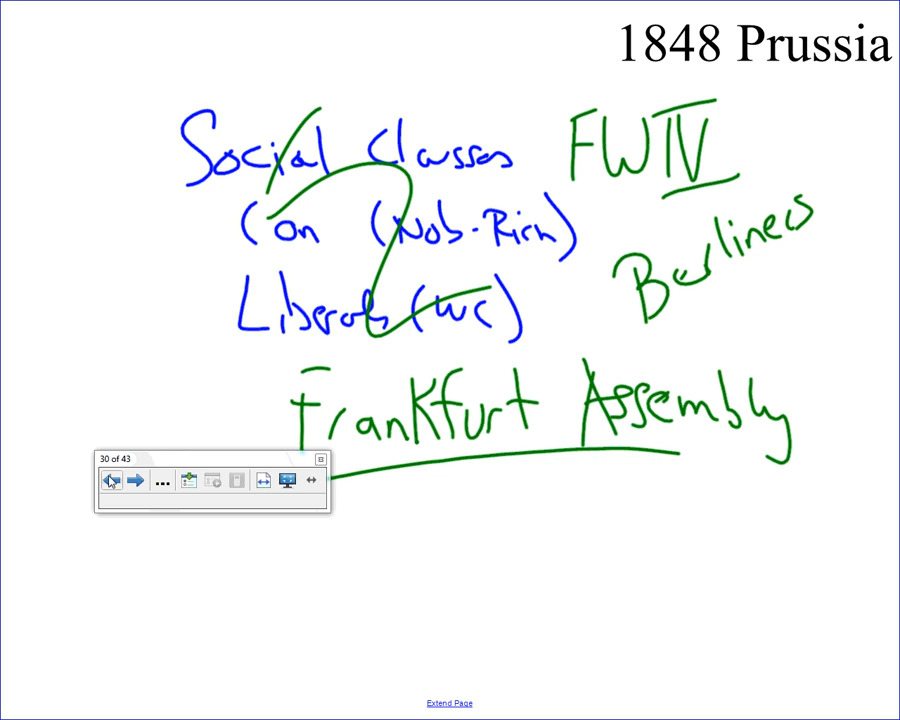 1848 Prussia
Social Classes
FWIV
Con (Nob-Rich)
Berliners
Liberals (WC)
Frankfurt Assembly
30 of 43
Extend Page